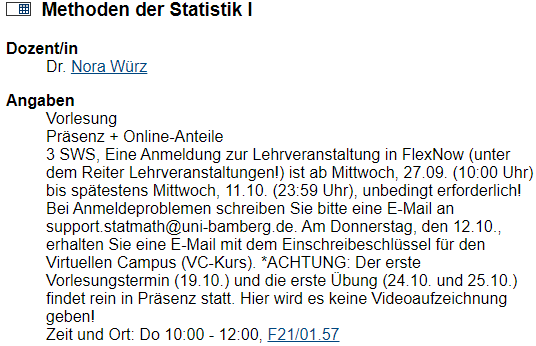 Methoden der Statistik I
Dozent/in
Dr. Nora Würz
Angaben
Vorlesung
Präsenz + Online-Anteile
3 SWS, Eine Anmeldung zur Lehrveranstaltung in FlexNow (unter
dem Reiter Lehrveranstaltungen!) ist ab Mittwoch, 27.09. (10:00 Uhr)
bis spätestens Mittwoch, 11.10. (23:59 Uhr), unbedingt erforderlich!
Bei Anmeldeproblemen schreiben Sie bitte eine E-Mail an
support.statmath@uni-bamberg.de. Am Donnerstag, den 12.10.,
erhalten Sie eine E-Mail mit dem Einschreibeschlüssel für den
Virtuellen Campus (VC-Kurs). *ACHTUNG: Der erste
Vorlesungstermin (19.10.) und die erste Übung (24.10. und 25.10.)
findet rein in Präsenz statt. Hier wird es keine Videoaufzeichnung
geben!
Zeit und Ort: Do 10:00 - 12:00, F21/01.57